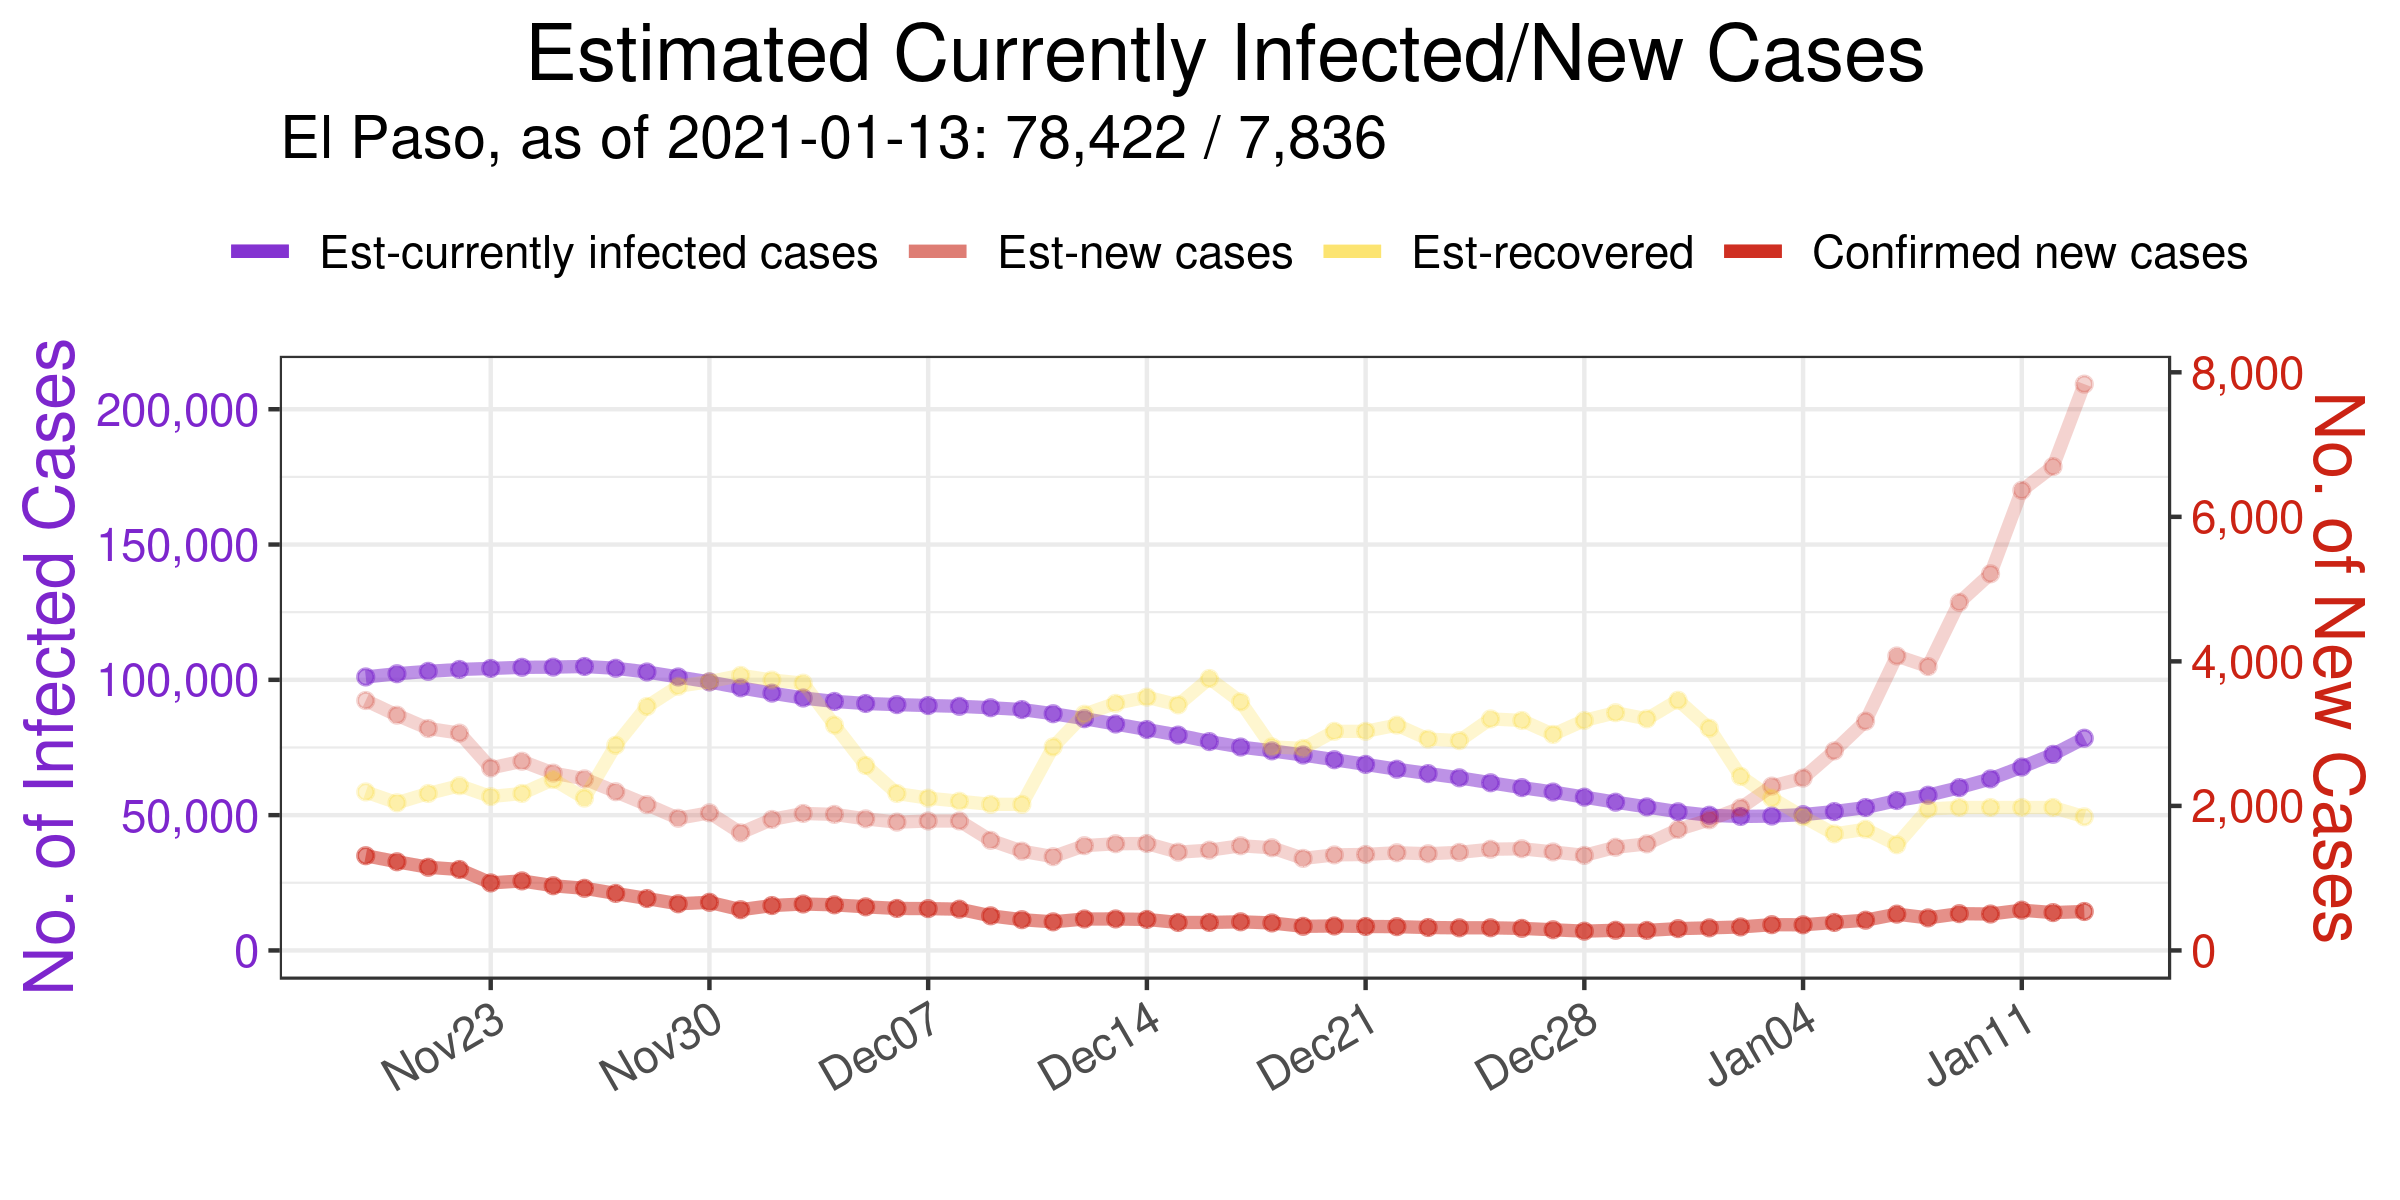 Estimated Currently Infected/New Cases
El Paso, as of 2021-01-13: 78,422 / 7,836
Est-currently infected cases Est-new cases Est-recovered Confirmed new cases
No. of Infected Cases
200,000
150,000
100,000
50,000
0
8,000
6,000
4,000
2,000
0
No. of New Cases
Nov23 Nov30 Dec07 Dec14 Dec21 Dec28 Jan04 Jan11